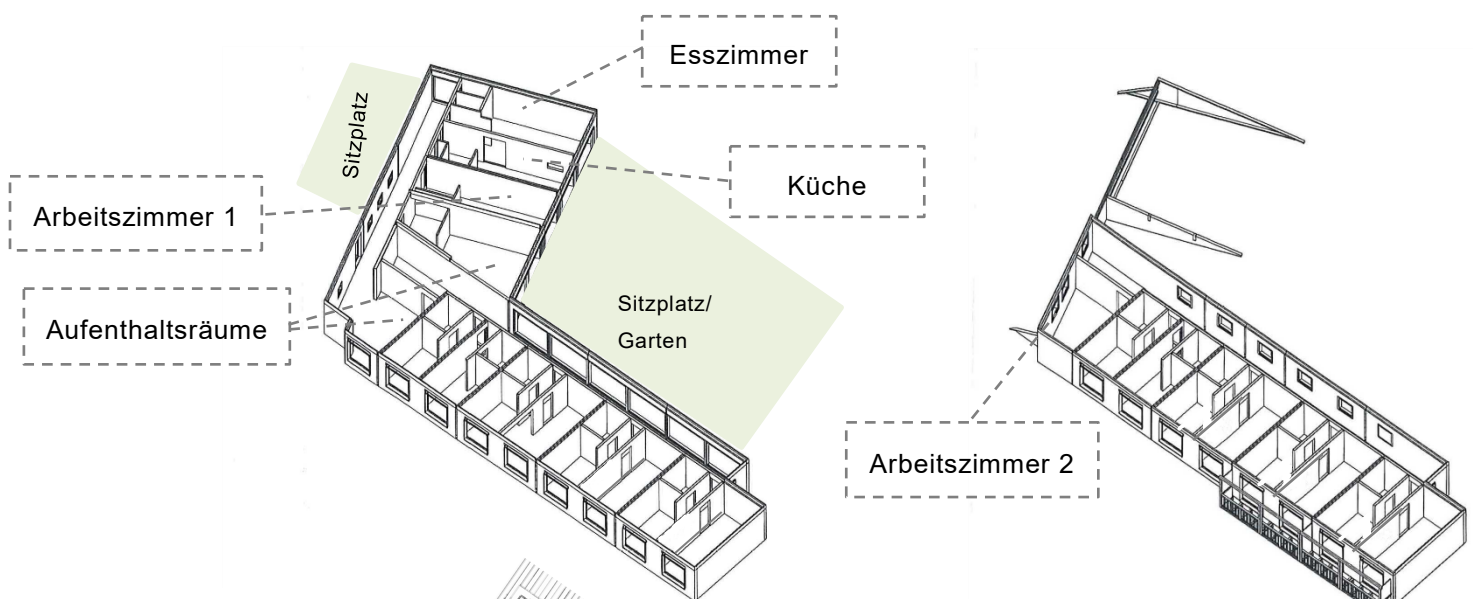 Esszimmer
Sitzplatz
Küche
Arbeitszimmer 1
Aufenthaltsräume
Sitzplatz/
Garten
Arbeitszimmer 2